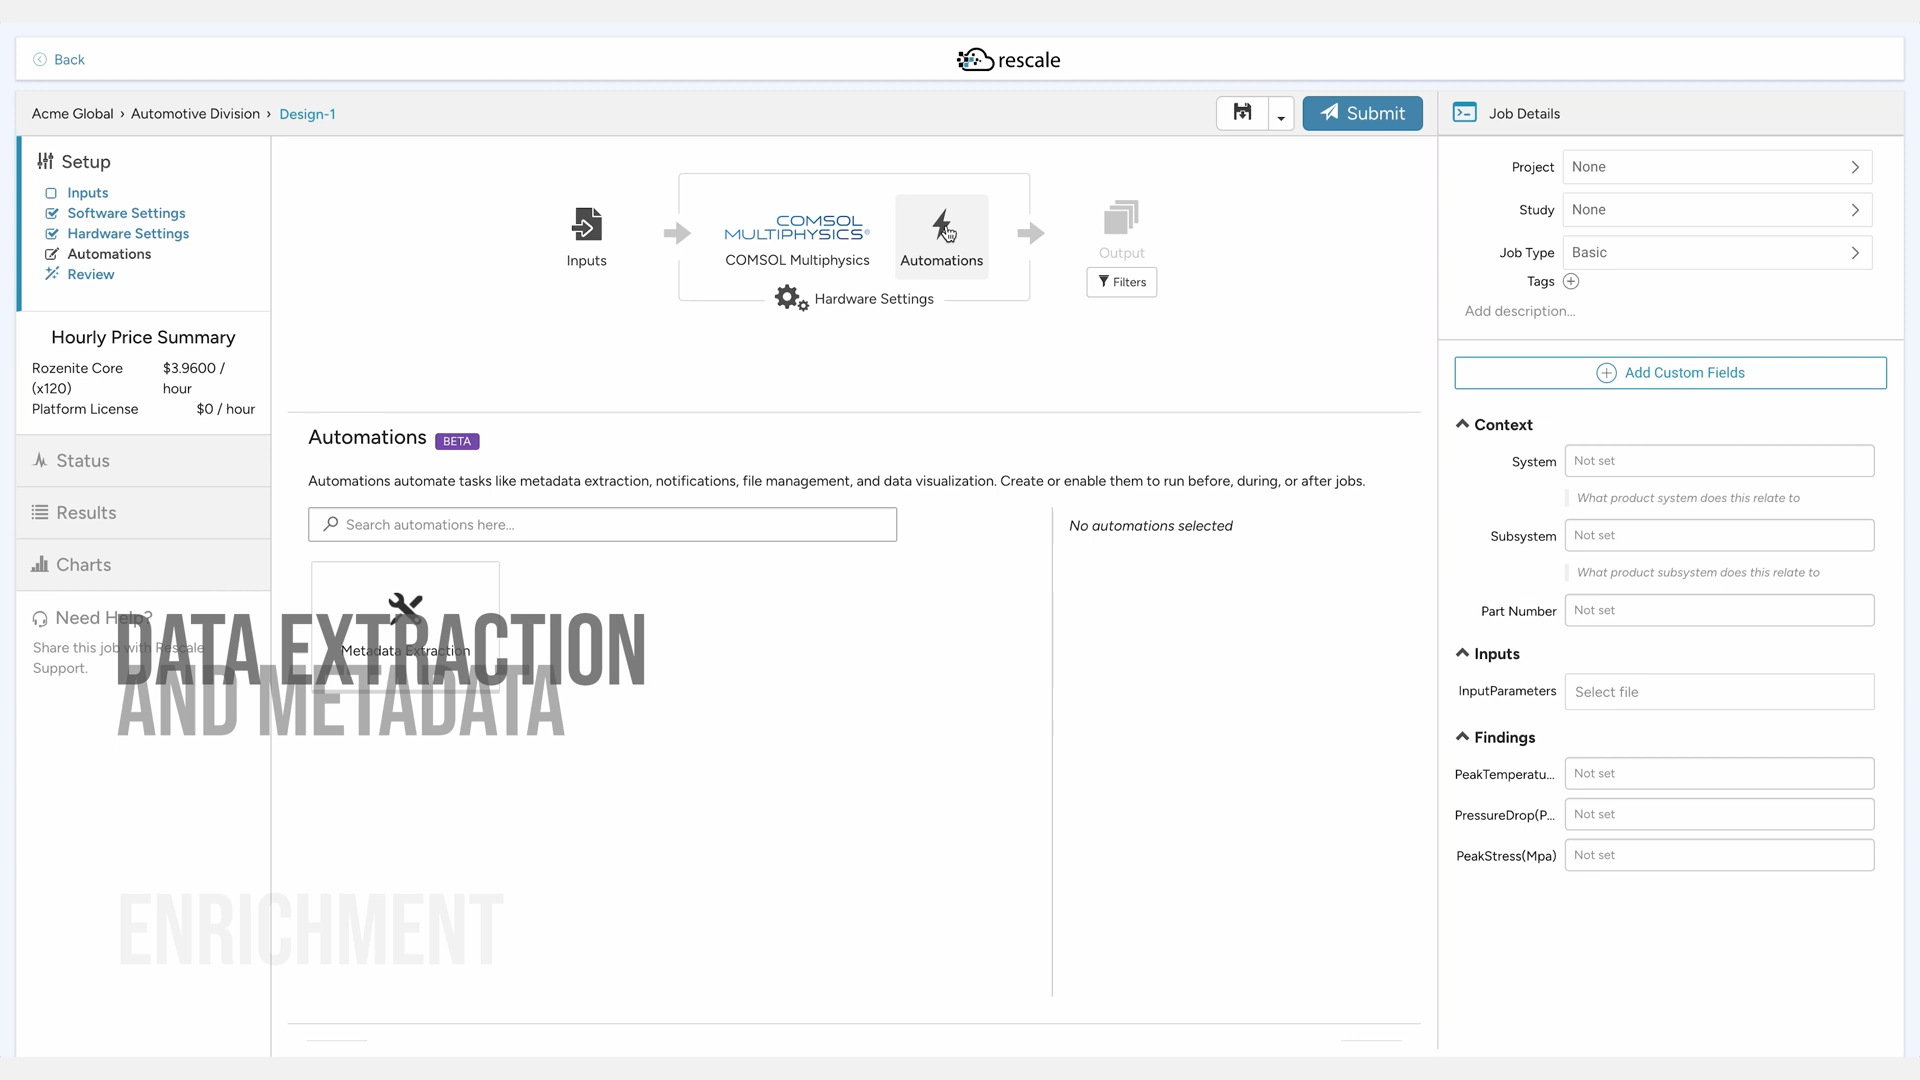 Back
rescale
Acme Global › Automotive Division › Design-1
Submit
Job Details
Setup
Inputs
Software Settings
Hardware Settings
Automations
Review
Hourly Price Summary
Rozenite Core (x120) $3.9600 / hour
Platform License $0 / hour
Status
Results
Charts
Need Help?
Share this job with Rescale
Support.
Inputs
COMSOL
MULTIPHYSICS®
COMSOL Multiphysics
Automations
Hardware Settings
Output
Filters
Automations BETA
Automations automate tasks like metadata extraction, notifications, file management, and data visualization. Create or enable them to run before, during, or after jobs.
Search automations here...
No automations selected
Metadata Extraction
DATA EXTRACTION
AND METADATA
ENRICHMENT
Project None
Study None
Job Type Basic
Tags
Add description...
Add Custom Fields
Context
System Not set
What product system does this relate to
Subsystem Not set
What product subsystem does this relate to
Part Number Not set
Inputs
InputParameters Select file
Findings
PeakTemperatu... Not set
PressureDrop(P... Not set
PeakStress(Mpa) Not set